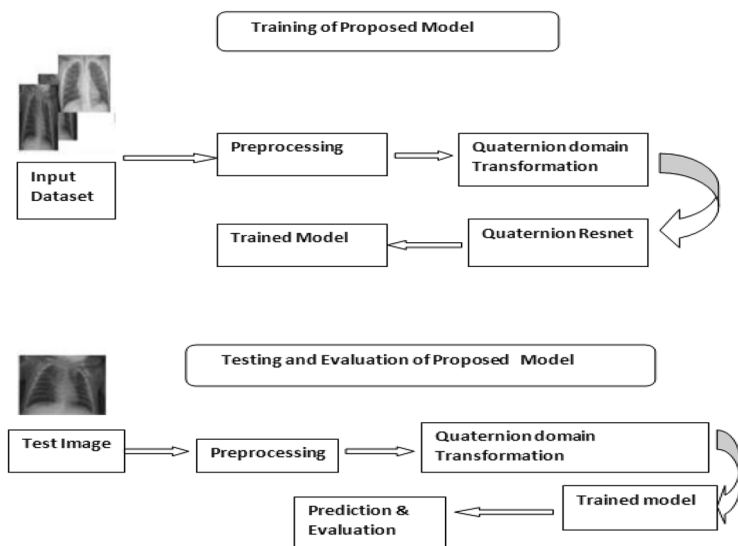 Training of Proposed Model
Input
Dataset
Preprocessing
Quaternion domain
Transformation
Quaternion Resnet
Trained Model
Testing and Evaluation of Proposed Model
Test Image
Preprocessing
Quaternion domain
Transformation
Trained model
Prediction &
Evaluation